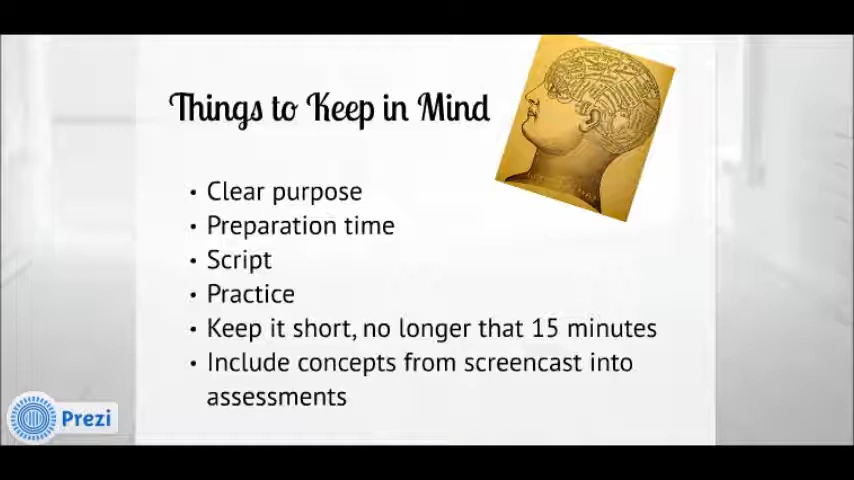 Things to Keep in Mind
• Clear purpose
• Preparation time
• Script
• Practice
• Keep it short, no longer that 15 minutes
• Include concepts from screencast into
assessments
Prezi